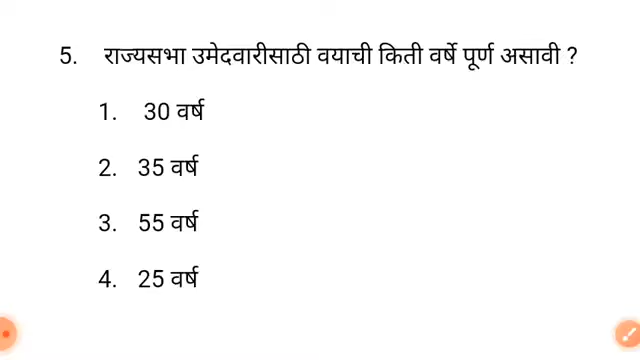 5. राज्यसभा उमेदवारीसाठी वयाची किती वर्षे पूर्ण असावी ?
1. 30 वर्ष
2. 35 वर्ष
3. 55 वर्ष
4. 25 वर्ष